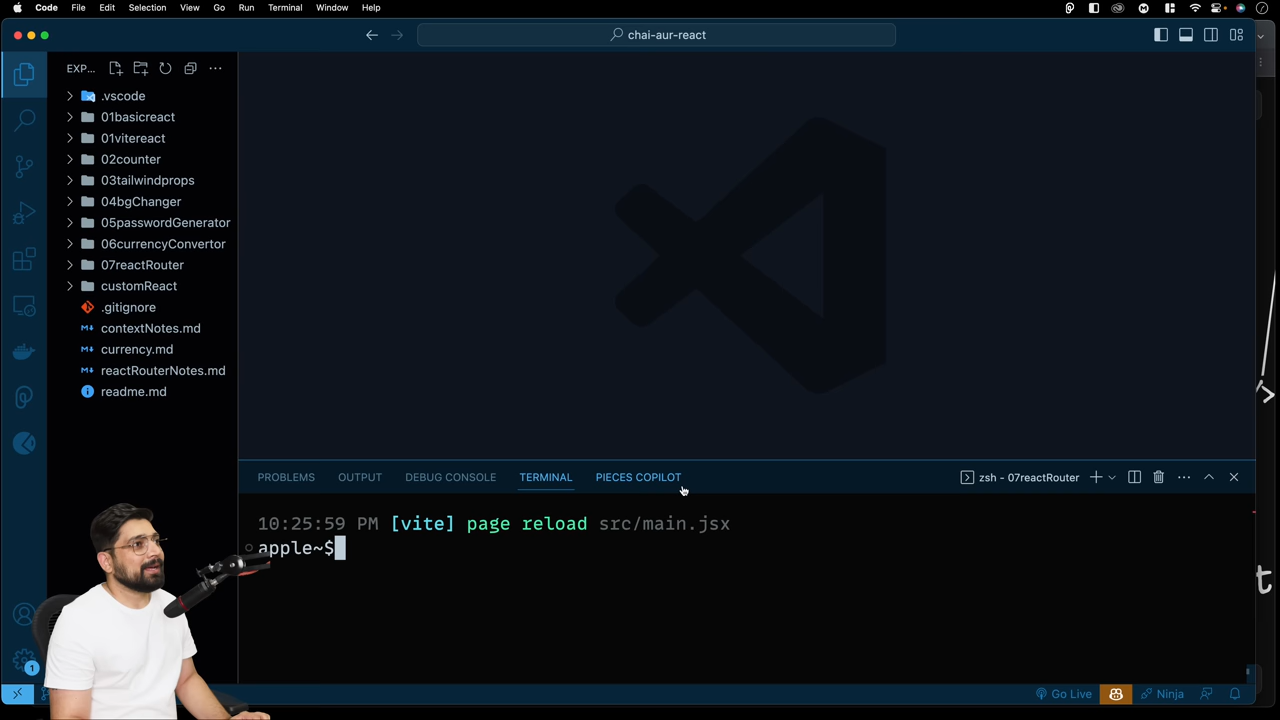 Code File Edit Selection View Go Run Terminal Window Help
chai-aur-react
EXP...
.vscode
01basicreact
01vitereact
02counter
03tailwindprops
04bgChanger
05passwordGenerator
06currencyConvertor
07reactRouter
customReact
.gitignore
contextNotes.md
currency.md
reactRouterNotes.md
readme.md
PROBLEMS OUTPUT DEBUG CONSOLE TERMINAL PIECES COPILOT
zsh - 07reactRouter
10:25:59 PM [vite] page reload src/main.jsx
apple~$
1
Go Live
Ninja